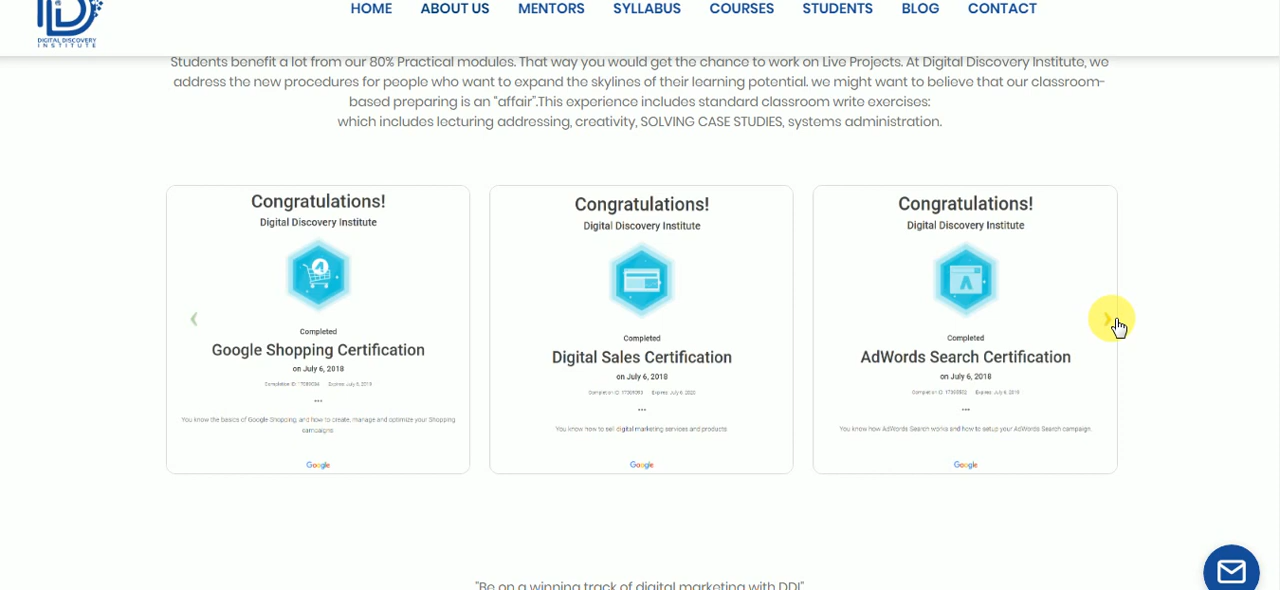 DIGITAL DISCOVERY
INSTITUTE
HOME ABOUT US MENTORS SYLLABUS COURSES STUDENTS BLOG CONTACT
Students benefit a lot from our 80% Practical modules. That way you would get the chance to work on Live Projects. At Digital Discovery Institute, we
address the new procedures for people who want to expand the skylines of their learning potential. we might want to believe that our classroom-
based preparing is an "affair".This experience includes standard classroom write exercises:
which includes lecturing addressing, creativity, SOLVING CASE STUDIES, systems administration.
Congratulations!
Digital Discovery Institute
Completed
Google Shopping Certification
on July 6, 2018
You know the basics of Google Shopping, and how to create, manage and optimize your Shopping
campaigns
Google
Congratulations!
Digital Discovery Institute
Completed
Digital Sales Certification
on July 6, 2018
You know how to sell digital marketing services and products
Google
Congratulations!
Digital Discovery Institute
Completed
AdWords Search Certification
on July 6, 2018
You know how AdWords Search works and how to setup your AdWords Search campaign.
Google
"Be on a winning track of digital marketing with DDI"